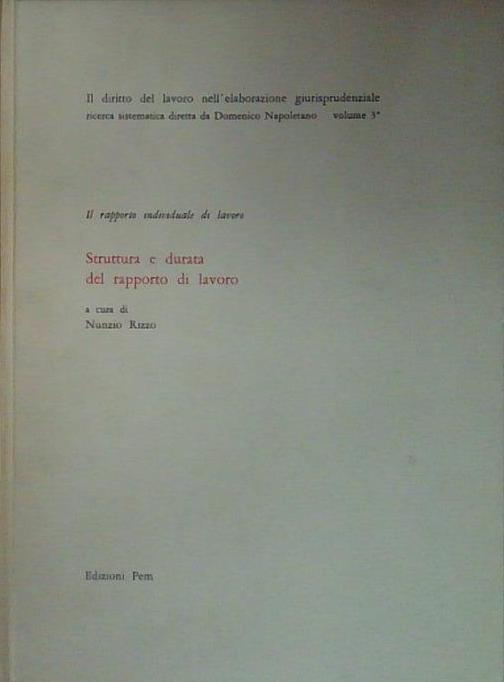 Il diritto del lavoro nell'elaborazione giurisprudenziale
ricerca sistematica diretta da Domenico Napoletano volume 3°
Il rapporto individuale di lavoro
Struttura e durata
del rapporto di lavoro
a cura di
Nunzio Rizzo
Edizioni Pem